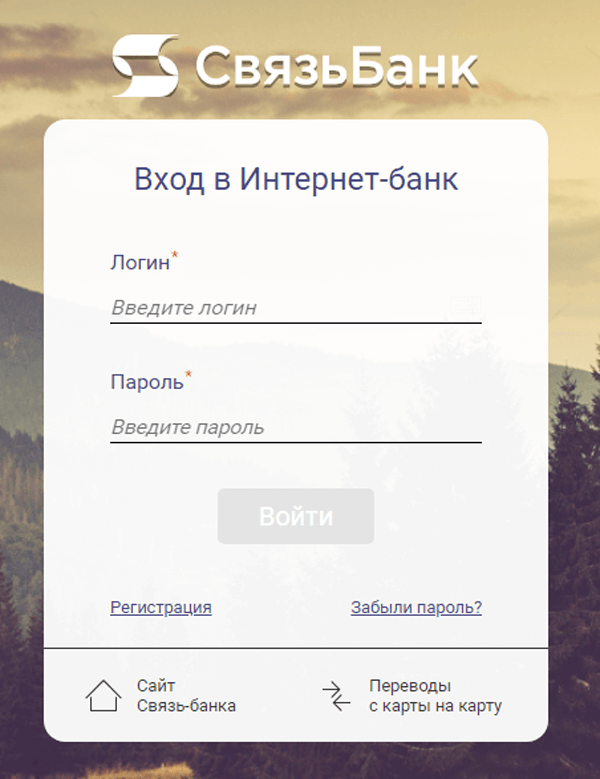 СвязьБанк
Вход в Интернет-банк
Логин*
Введите логин
Пароль*
Введите пароль
Войти
Регистрация
Забыли пароль?
Сайт
Связь-банка
Переводы
с карты на карту